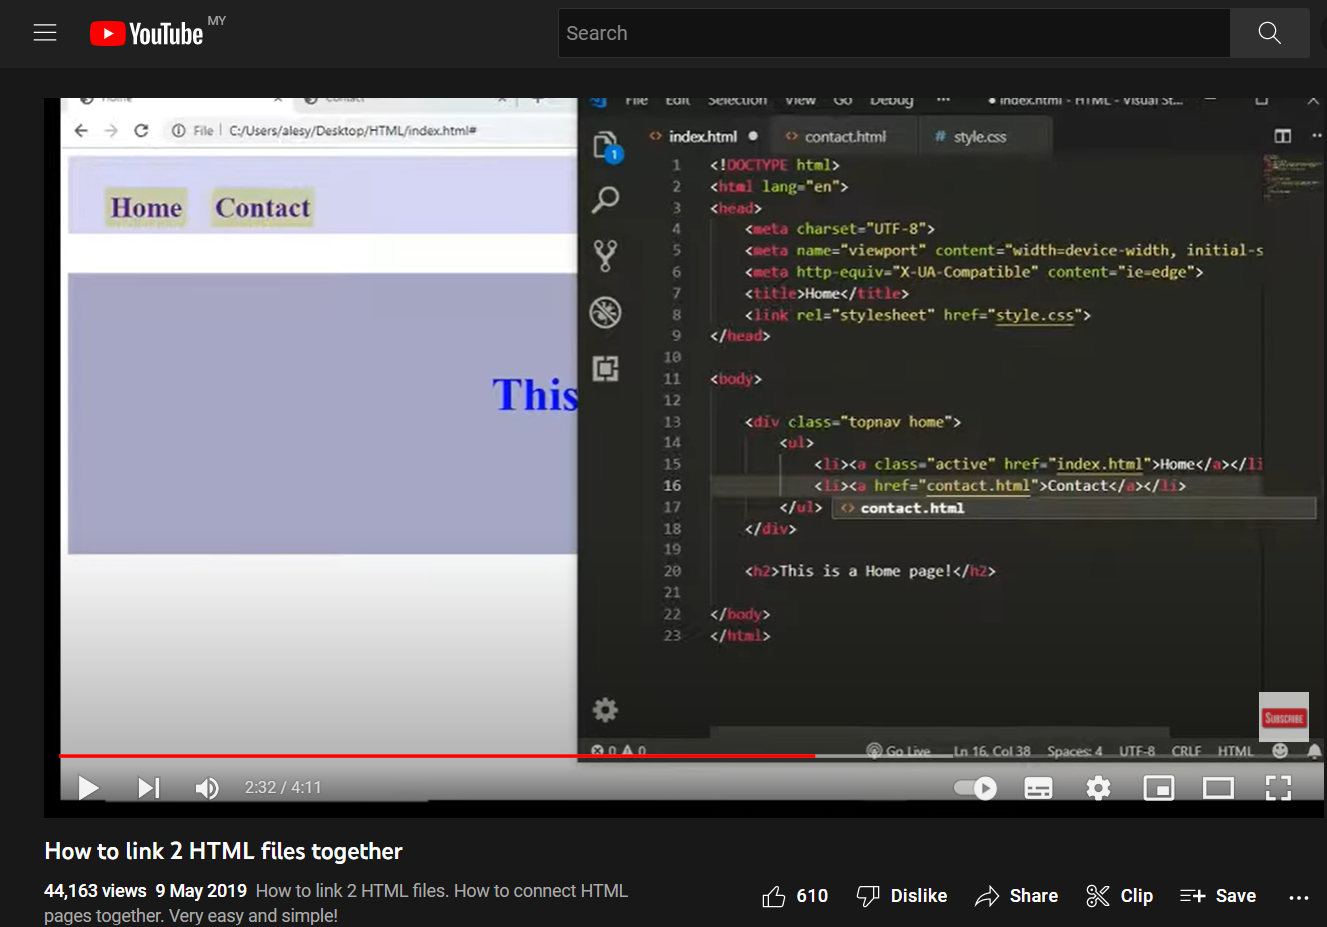 YouTube MY
Search
Home
Contact
File C:/Users/alesy/Desktop/HTML/index.html#
Home Contact
This
File Edit Selection View Go Debug ··· ● index.html - HTML - Visual St...
1
<> index.html ● <> contact.html # style.css
1 <!DOCTYPE html>
2 <html lang="en">
3 <head>
4 <meta charset="UTF-8">
5 <meta name="viewport" content="width=device-width, initial-s
6 <meta http-equiv="X-UA-Compatible" content="ie=edge">
7 <title>Home</title>
8 <link rel="stylesheet" href="style.css">
9 </head>
10
11 <body>
12
13 <div class="topnav home">
14 <ul>
15 <li><a class="active" href="index.html">Home</a></li
16 <li><a href="contact.html">Contact</a></li>
17 </ul> <> contact.html
18 </div>
19
20 <h2>This is a Home page!</h2>
21
22 </body>
23 </html>
SUBSCRIBE
0 0 Go Live Ln 16, Col 38 Spaces: 4 UTF-8 CRLF HTML
2:32 / 4:11
How to link 2 HTML files together
44,163 views 9 May 2019 How to link 2 HTML files. How to connect HTML
pages together. Very easy and simple!
610 Dislike Share Clip Save ...